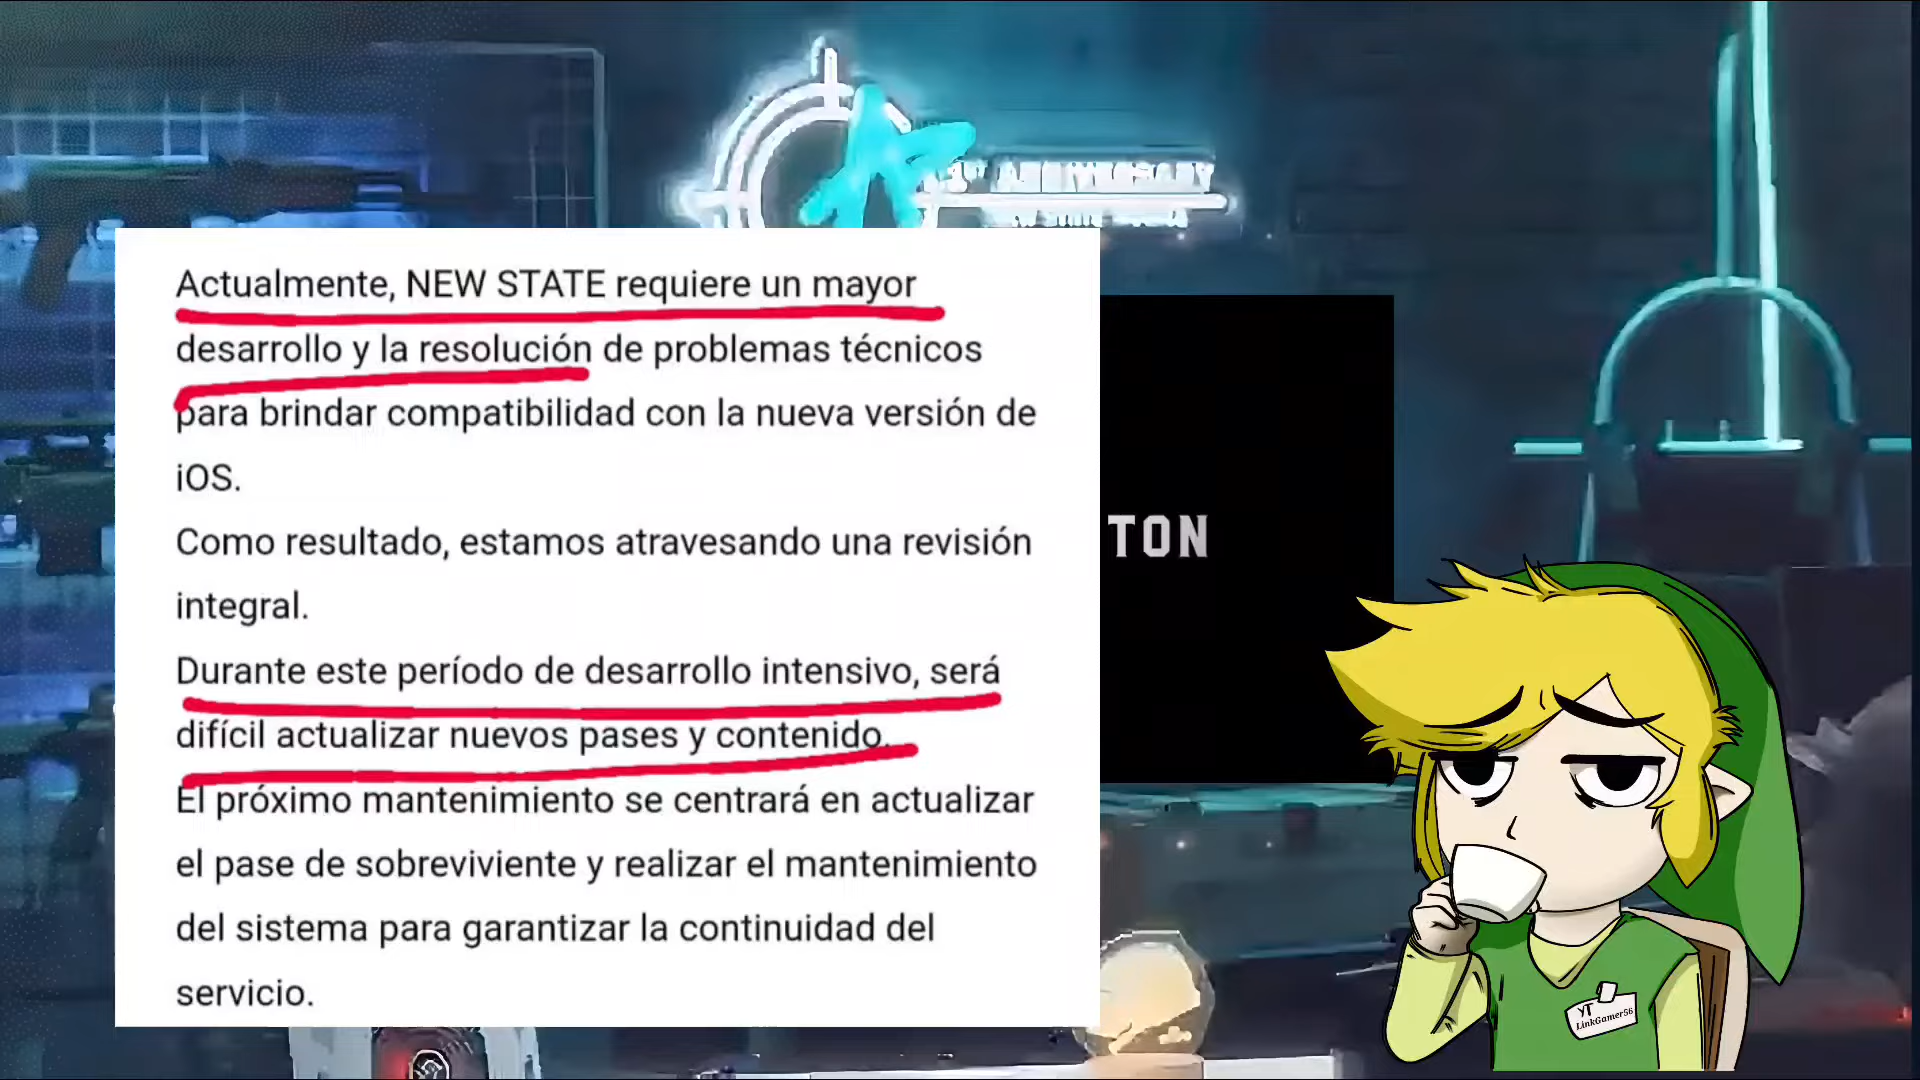 1ST ANNIVERSARY
Actualmente, NEW STATE requiere un mayor
desarrollo y la resolución de problemas técnicos
para brindar compatibilidad con la nueva versión de
iOS.
Como resultado, estamos atravesando una revisión
integral.
Durante este período de desarrollo intensivo, será
difícil actualizar nuevos pases y contenido.
El próximo mantenimiento se centrará en actualizar
el pase de sobreviviente y realizar el mantenimiento
del sistema para garantizar la continuidad del
servicio.
TON
YT
LinkGamer56